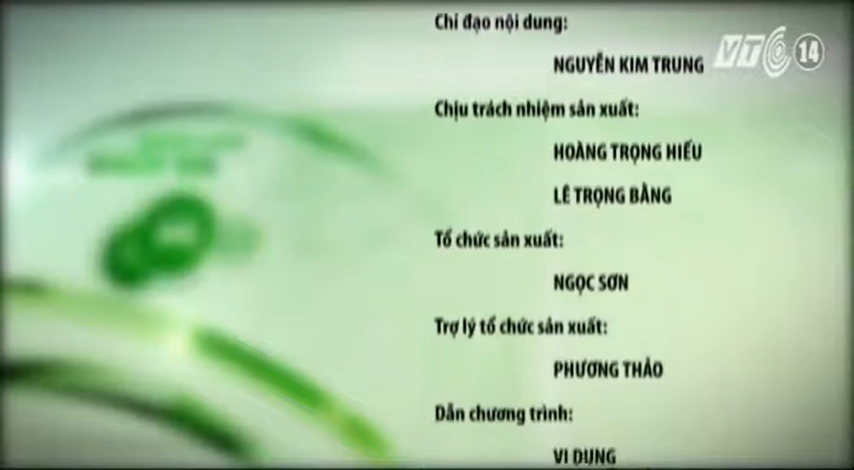 Chỉ đạo nội dung:
NGUYỄN KIM TRUNG
VTC 14
Chịu trách nhiệm sản xuất:
HOÀNG TRỌNG HIẾU
LÊ TRỌNG BẰNG
Tổ chức sản xuất:
NGỌC SƠN
Trợ lý tổ chức sản xuất:
PHƯƠNG THẢO
Dẫn chương trình:
VI DUNG